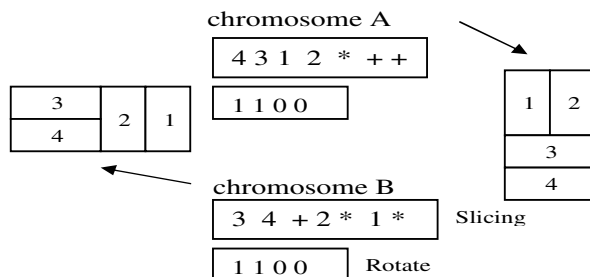 chromosome A
4 3 1 2 * + +
1 1 0 0
3
4
2
1
1
2
3
4
chromosome B
3 4 + 2 * 1 *
Slicing
1 1 0 0
Rotate